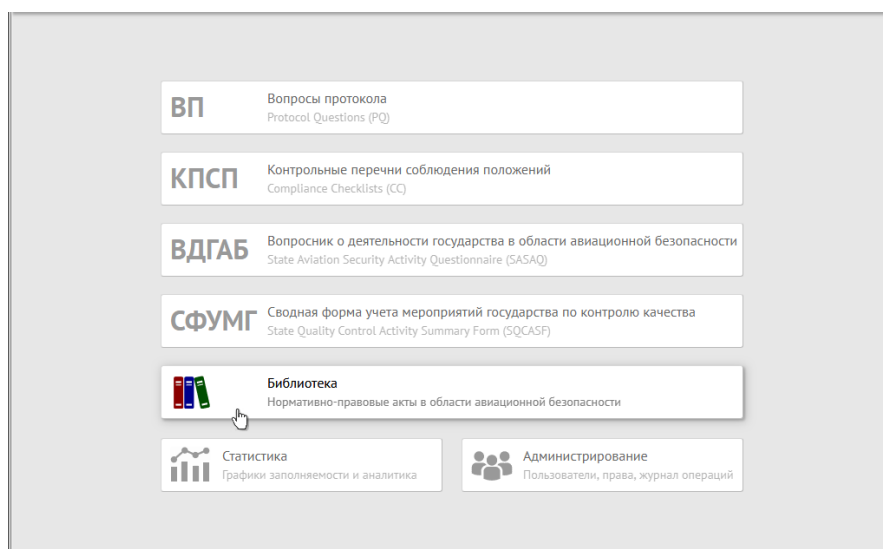 ВП
Вопросы протокола
Protocol Questions (PQ)
КПСП
Контрольные перечни соблюдения положений
Compliance Checklists (CC)
ВДГАБ
Вопросник о деятельности государства в области авиационной безопасности
State Aviation Security Activity Questionnaire (SASAQ)
СФУМГ
Сводная форма учета мероприятий государства по контролю качества
State Quality Control Activity Summary Form (SQCASF)
Библиотека
Нормативно-правовые акты в области авиационной безопасности
Статистика
Графики заполняемости и аналитика
Администрирование
Пользователи, права, журнал операций